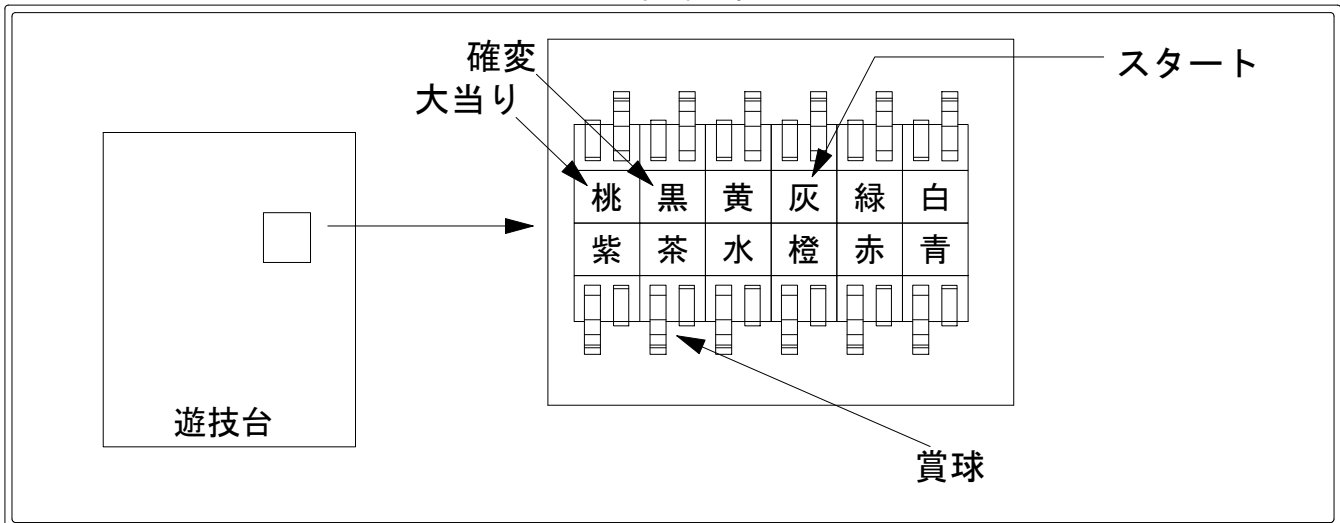 確変
大当り
スタート
桃 黒 黄 灰 緑 白
紫 茶 水 橙 赤 青
遊技台
賞球